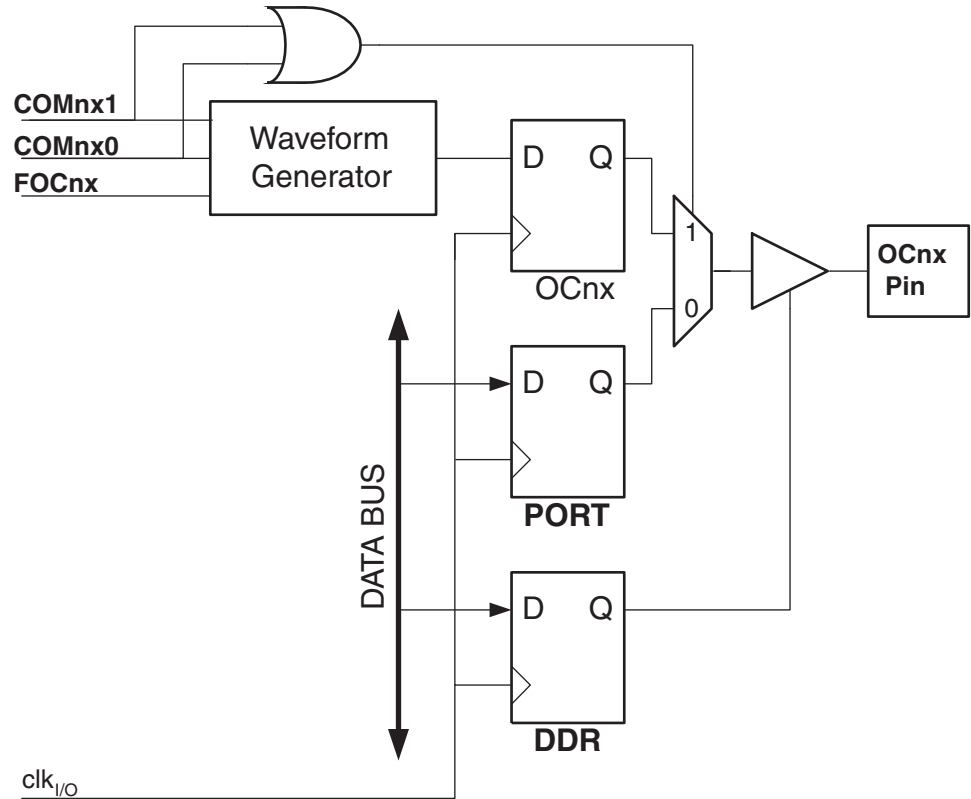 COMnx1
COMnx0
FOCnx
Waveform
Generator
D Q
OCnx
1
0
OCnx
Pin
D Q
PORT
DATA BUS
D Q
DDR
clkI/O